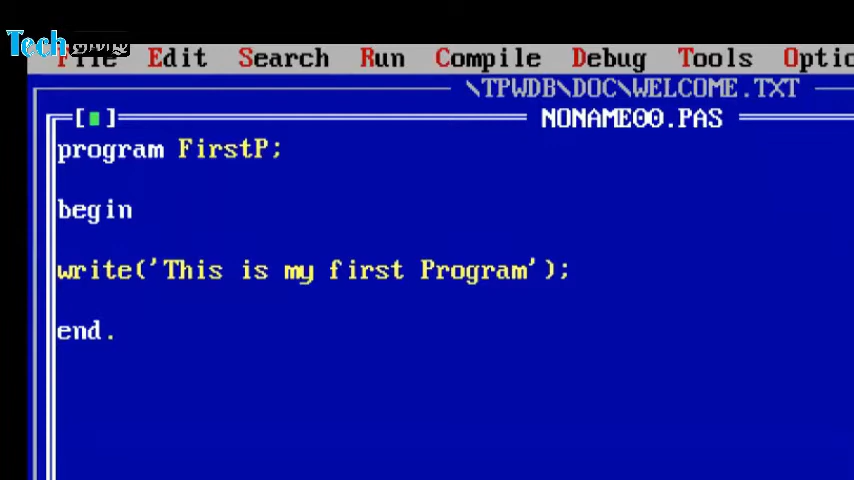 Tech
File Edit Search Run Compile Debug Tools Optio
\TPWDB\DOC\WELCOME.TXT
[■] NONAME00.PAS
program FirstP;
begin
write('This is my first Program');
end.